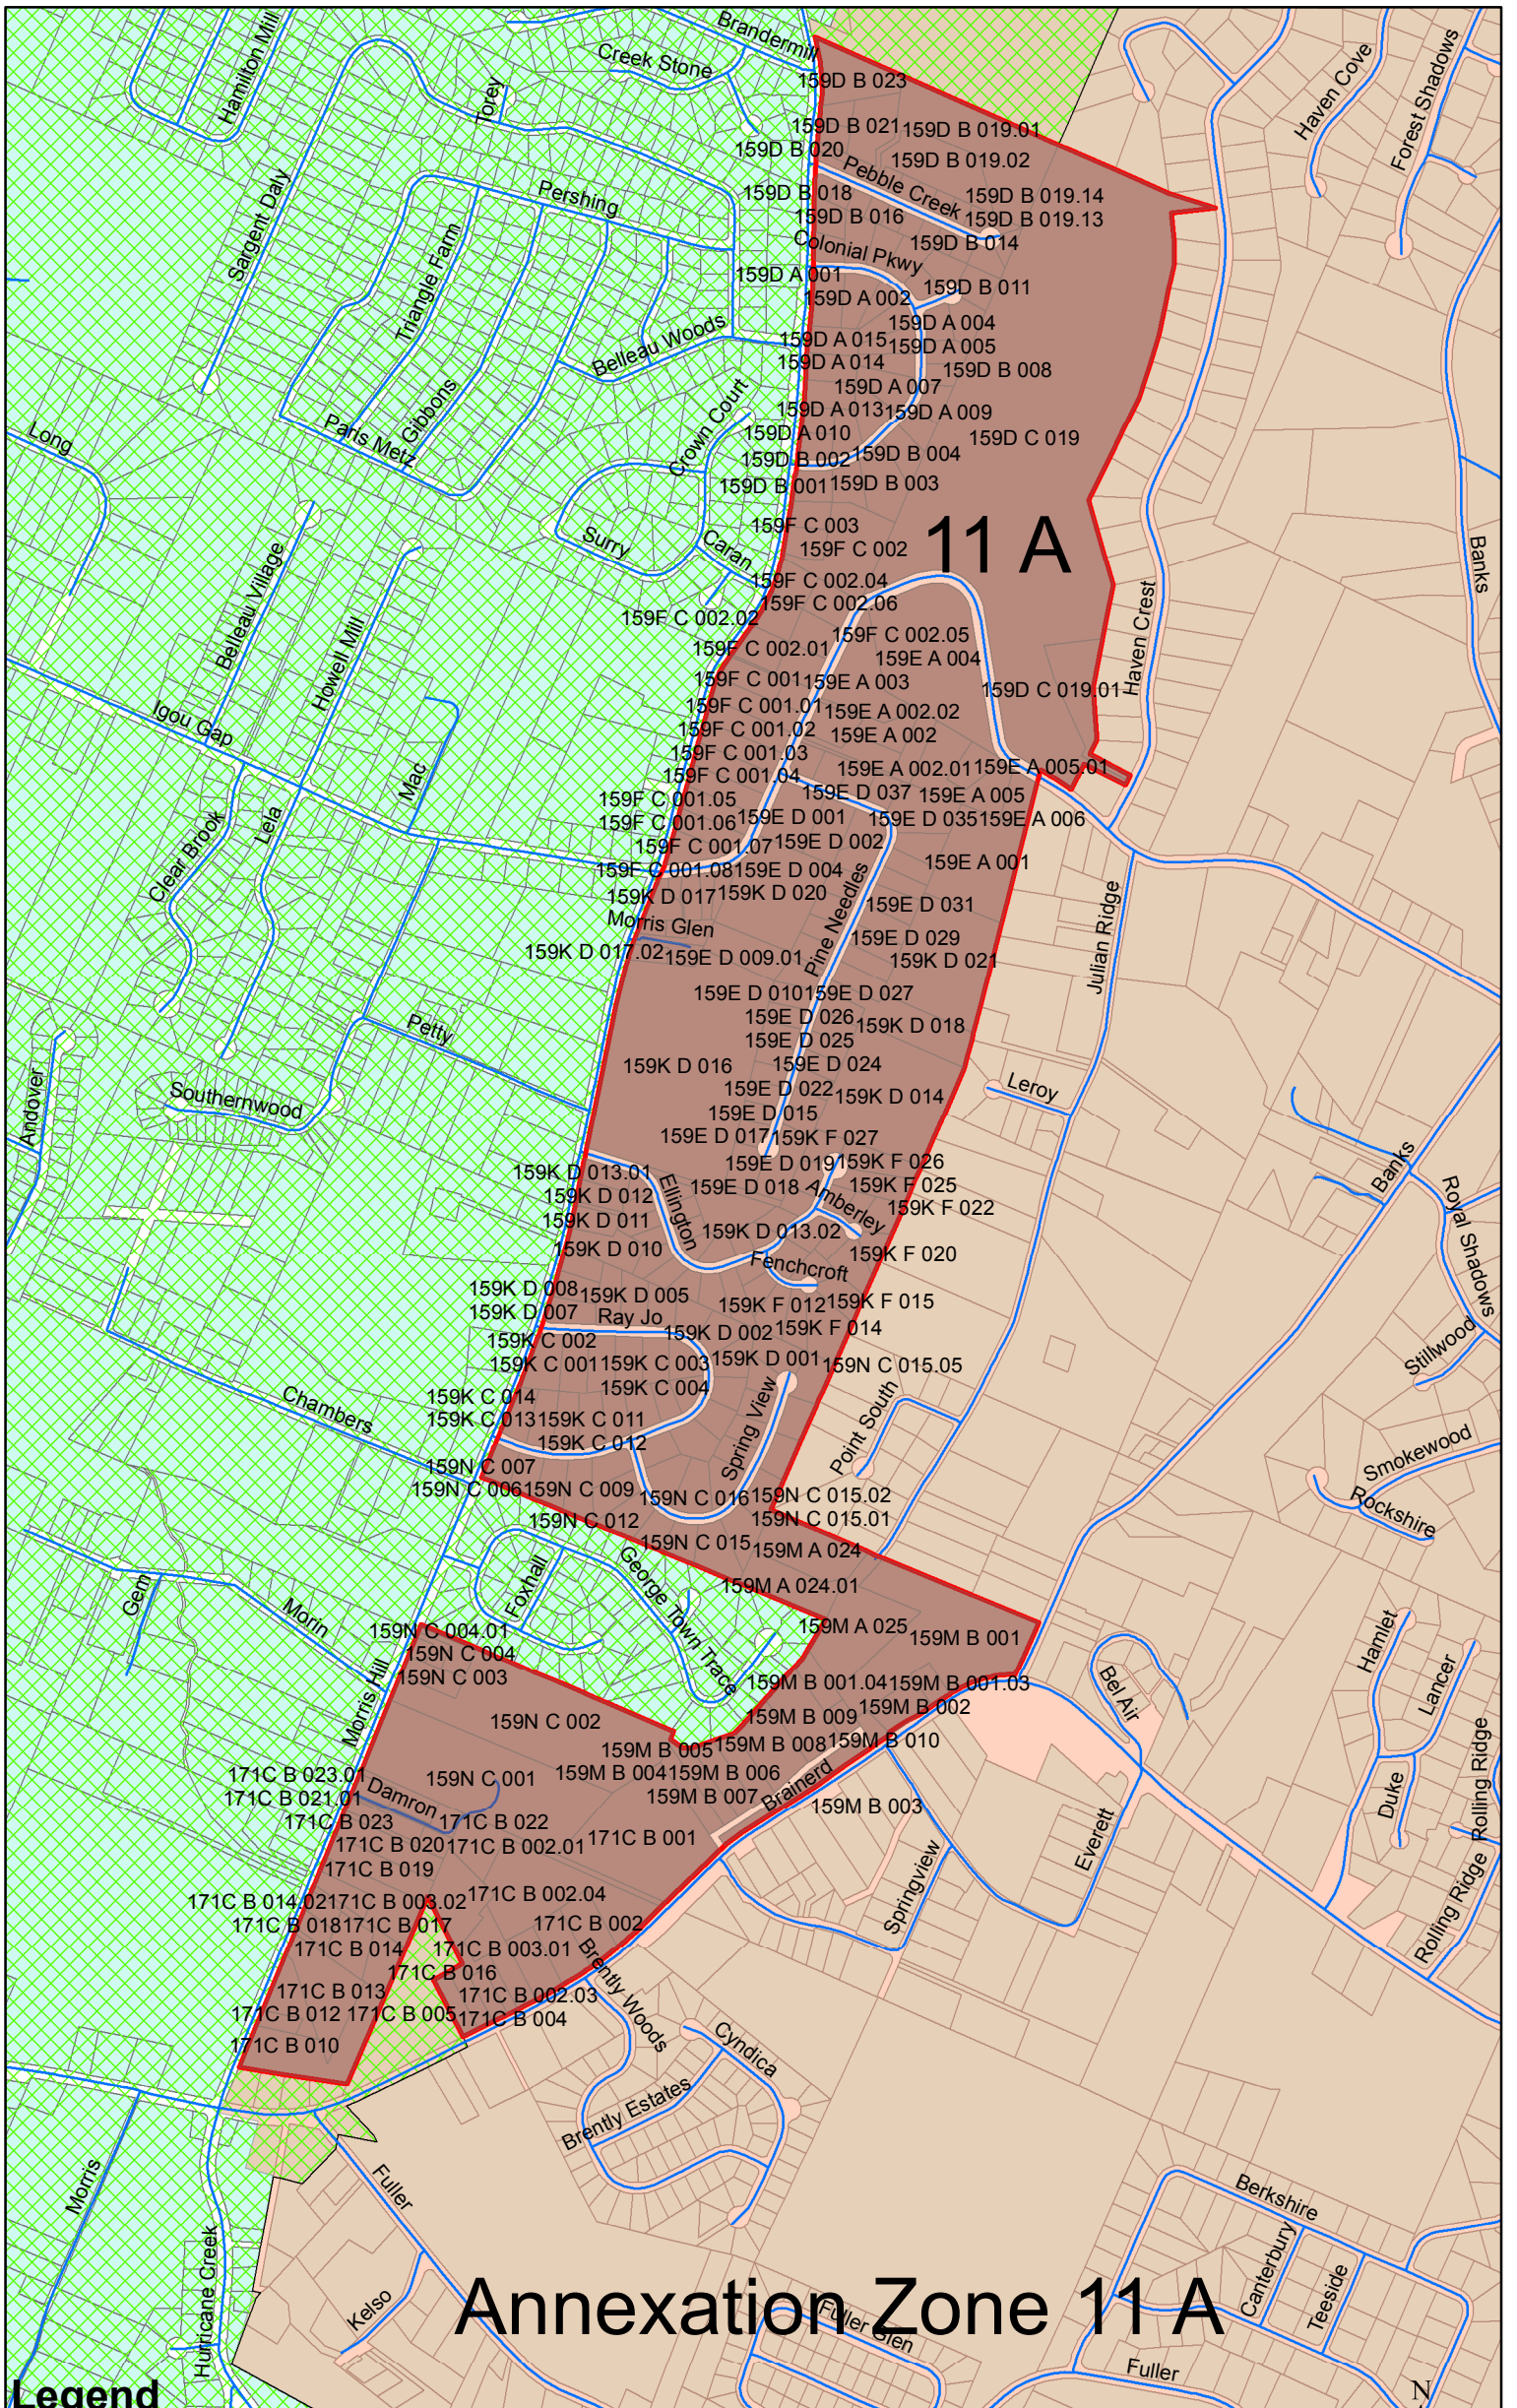 Brandermill
Hamilton Mill
Creek Stone
Torey
Haven Cove
Forest Shadows
159D B 023
159D B 021
159D B 019.01
159D B 020
159D B 019.02
Pebble Creek
Sargent Daly
Pershing
159D B 018
159D B 019.14
159D B 016
159D B 019.13
Colonial Pkwy
159D B 014
Triangle Farm
159D A 001
159D B 011
159D A 002
159D A 004
Belleau Woods
159D A 015
159D A 005
159D A 014
159D B 008
159D A 007
Gibbons
Crown Court
159D A 013
159D A 009
Long
Paris Metz
159D A 010
159D C 019
159D B 002
159D B 004
159D B 001
159D B 003
159F C 003
11 A
Surry
Caran
159F C 002
Banks
159F C 002.04
159F C 002.06
Belleau Village
159F C 002.02
Haven Crest
159F C 002.05
159F C 002.01
159E A 004
Howell Mill
159F C 001
159E A 003
159D C 019.01
159F C 001.01
159E A 002.02
Igou Gap
159F C 001.02
159E A 002
159F C 001.03
Mac
159F C 001.04
159E A 002.01
159E A 005.01
159F C 001.05
159E D 037
159E A 005
Lela
159F C 001.06
159E D 001
159E D 035
159E A 006
Clear Brook
159F C 001.07
159E D 002
159F C 001.08
159E D 004
159E A 001
159K D 017
159K D 020
Pine Needles
159E D 031
Morris Glen
Julian Ridge
159E D 029
159K D 017.02
159E D 009.01
159K D 021
159E D 010
159E D 027
159E D 026
159K D 018
Petty
159E D 025
159K D 016
159E D 024
Andover
Southernwood
159E D 022
159K D 014
Leroy
159E D 015
159E D 017
159K F 027
159E D 019
159K F 026
Banks
159K D 013.01
159E D 018
159K F 025
159K D 012
Ellington
Amberley
159K F 022
159K D 011
159K D 013.02
Royal Shadows
159K D 010
Fenchcroft
159K F 020
159K D 008
159K D 005
159K F 012
159K F 015
159K D 007
Ray Jo
159K D 002
159K F 014
159K C 002
Stillwood
159K C 001
159K C 003
159K D 001
159N C 015.05
159K C 004
Chambers
159K C 014
159K C 013
159K C 011
Spring View
Point South
159K C 012
Smokewood
159N C 007
159N C 006
159N C 009
159N C 016
159N C 015.02
Rockshire
159N C 012
159N C 015.01
159N C 015
159M A 024
Gem
Foxhall
George Town Trace
159M A 024.01
Morin
159N C 004.01
159M A 025
159M B 001
Hamlet
159N C 004
159N C 003
159M B 001.04
159M B 001.03
Bel Air
Lancer
Morris Hill
159N C 002
159M B 009
159M B 002
159M B 005
159M B 008
159M B 010
171C B 023.01
159N C 001
159M B 004
159M B 006
Rolling Ridge
171C B 021.01
Damron
159M B 007
Brainerd
Duke
171C B 023
171C B 022
159M B 003
171C B 020
171C B 002.01
171C B 001
Everett
171C B 019
Springview
171C B 014.02
171C B 003.02
171C B 002.04
Rolling Ridge
171C B 018
171C B 017
171C B 002
171C B 014
171C B 003.01
171C B 016
Brently Woods
171C B 013
171C B 002.03
171C B 012
171C B 005
171C B 004
171C B 010
Cyndica
Brently Estates
Morris
Fuller
Berkshire
Hurricane Creek
Canterbury
Kelso
Teeside
Annexation Zone 11 A
Fuller Glen
Fuller
Legend
N